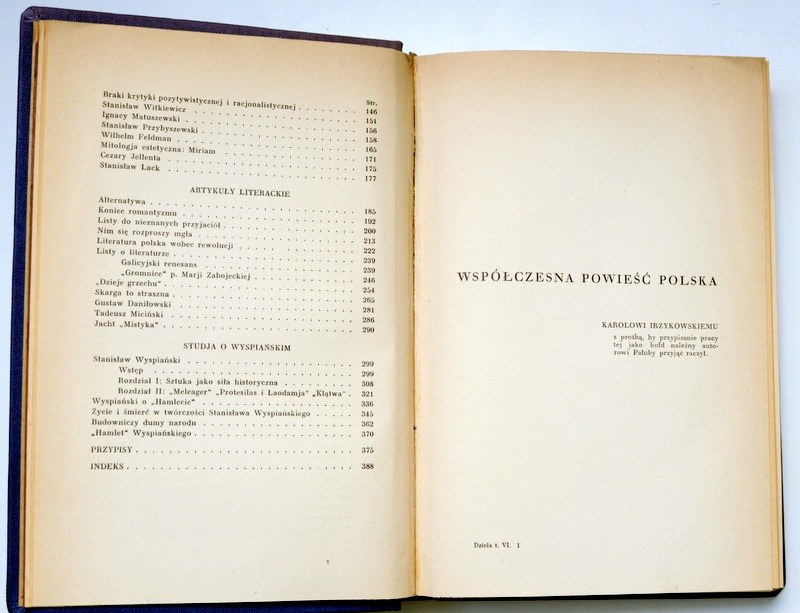 Str.
Braki krytyki pozytywistycznej i racjonalistycznej . . . . . . . 146
Stanisław Witkiewicz . . . . . . . 151
Ignacy Matuszewski . . . . . . . 156
Stanisław Przybyszewski . . . . . . . 158
Wilhelm Feldman . . . . . . . 165
Mitologja estetyczna: Miriam . . . . . . . 171
Cezary Jellenta . . . . . . . 175
Stanisław Lack . . . . . . . 177
ARTYKUŁY LITERACKIE
Alternatywa . . . . . . . 185
Koniec romantyzmu . . . . . . . 192
Listy do nieznanych przyjaciół . . . . . . . 200
Nim się rozproszy mgła . . . . . . . 213
Literatura polska wobec rewolucji . . . . . . . 222
Listy o literaturze . . . . . . . 239
Galicyjski renesans . . . . . . . 239
„Gromnice" p. Marji Zabojeckiej . . . . . . . 246
„Dzieje grzechu" . . . . . . . 254
Skarga to straszna . . . . . . . 265
Gustaw Daniłowski . . . . . . . 281
Tadeusz Miciński . . . . . . . 286
Jacht „Mistyka" . . . . . . . 290
STUDJA O WYSPIAŃSKIM
Stanisław Wyspiański . . . . . . . 299
Wstęp . . . . . . . 299
Rozdział I: Sztuka jako siła historyczna . . . . . . . 308
Rozdział II: „Meleager" „Protesilas i Laodamja" „Klątwa" . 321
Wyspiański o „Hamlecie" . . . . . . . 336
Życie i śmierć w twórczości Stanisława Wyspiańskiego . . . . . 345
Budowniczy dumy narodu . . . . . . . 362
„Hamlet" Wyspiańskiego . . . . . . . 370
PRZYPISY . . . . . . . 375
INDEKS . . . . . . . 388
WSPÓŁCZESNA POWIEŚĆ POLSKA
KAROLOWI IRZYKOWSKIEMU
z prośbą, by przypisanie pracy
tej jako hołd należny auto-
rowi Pałuby przyjąć raczył.
Dzieła t. VI. 1